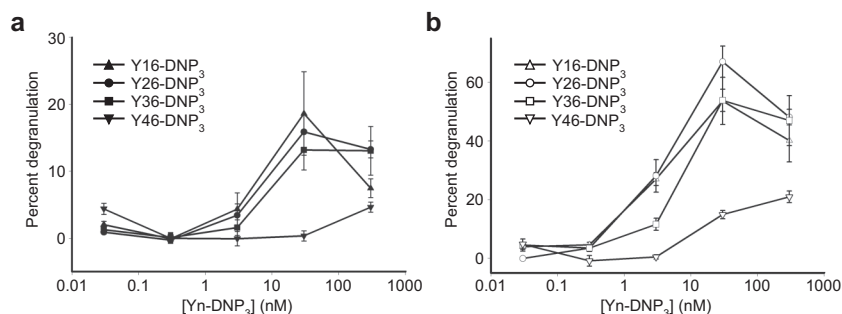 a
30
20
10
0
Percent degranulation
Y16-DNP3
Y26-DNP3
Y36-DNP3
Y46-DNP3
0.01 0.1 1 10 100 1000
[Yn-DNP3] (nM)
b
60
40
20
0
Percent degranulation
Y16-DNP3
Y26-DNP3
Y36-DNP3
Y46-DNP3
0.01 0.1 1 10 100 1000
[Yn-DNP3] (nM)